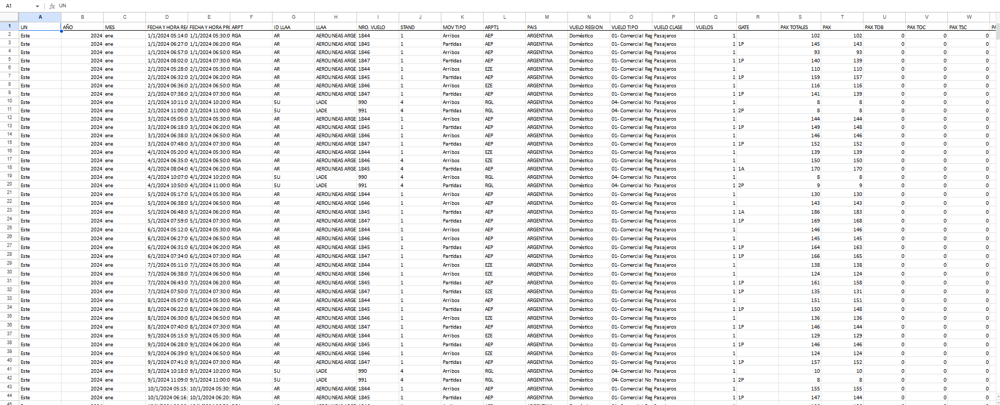 A1 fx UN
A B C D E F G H I J K L M N O P Q R S T U V W
1 UN AÑO MES FECHA Y HORA REA FECHA Y HORA PRO ARPT ID LLAA LLAA NRO. VUELO STAND MOV TIPO ARPT1 PAIS VUELO REGION VUELO TIPO VUELO CLASE VUELOS GATE PAX TOTALES PAX PAX TOB PAX TOC PAX TSC PA
2 Este 2024 ene 1/1/2024 05:14:0 1/1/2024 05:30:0 RGA AR AEROLINEAS ARGE 1844 1 Arribos AEP ARGENTINA Doméstico 01- Comercial Reg Pasajeros 1 102 102 0 0 0
3 Este 2024 ene 1/1/2024 06:27:0 1/1/2024 06:20:0 RGA AR AEROLINEAS ARGE 1845 1 Partidas AEP ARGENTINA Doméstico 01- Comercial Reg Pasajeros 1 1P 145 143 0 0 0
4 Este 2024 ene 1/1/2024 06:57:0 1/1/2024 06:50:0 RGA AR AEROLINEAS ARGE 1846 1 Arribos AEP ARGENTINA Doméstico 01- Comercial Reg Pasajeros 1 93 93 0 0 0
5 Este 2024 ene 1/1/2024 08:02:0 1/1/2024 07:30:0 RGA AR AEROLINEAS ARGE 1847 1 Partidas AEP ARGENTINA Doméstico 01- Comercial Reg Pasajeros 1 1P 140 139 0 0 0
6 Este 2024 ene 2/1/2024 05:28:0 2/1/2024 05:30:0 RGA AR AEROLINEAS ARGE 1844 1 Arribos EZE ARGENTINA Doméstico 01- Comercial Reg Pasajeros 1 110 110 0 0 0
7 Este 2024 ene 2/1/2024 06:32:0 2/1/2024 06:20:0 RGA AR AEROLINEAS ARGE 1845 1 Partidas AEP ARGENTINA Doméstico 01- Comercial Reg Pasajeros 1 1P 159 157 0 0 0
8 Este 2024 ene 2/1/2024 06:36:0 2/1/2024 06:50:0 RGA AR AEROLINEAS ARGE 1846 1 Arribos EZE ARGENTINA Doméstico 01- Comercial Reg Pasajeros 1 116 116 0 0 0
9 Este 2024 ene 2/1/2024 07:38:0 2/1/2024 07:30:0 RGA AR AEROLINEAS ARGE 1847 1 Partidas AEP ARGENTINA Doméstico 01- Comercial Reg Pasajeros 1 1P 141 139 0 0 0
10 Este 2024 ene 2/1/2024 10:11:0 2/1/2024 10:20:0 RGA 5U LADE 990 4 Arribos RGL ARGENTINA Doméstico 04- Comercial No Pasajeros 1 8 8 0 0 0
11 Este 2024 ene 2/1/2024 11:00:0 2/1/2024 11:00:0 RGA 5U LADE 991 4 Partidas RGL ARGENTINA Doméstico 04- Comercial No Pasajeros 1 2P 8 8 0 0 0
12 Este 2024 ene 3/1/2024 05:05:0 3/1/2024 05:30:0 RGA AR AEROLINEAS ARGE 1844 1 Arribos AEP ARGENTINA Doméstico 01- Comercial Reg Pasajeros 1 144 144 0 0 0
13 Este 2024 ene 3/1/2024 06:18:0 3/1/2024 06:20:0 RGA AR AEROLINEAS ARGE 1845 1 Partidas AEP ARGENTINA Doméstico 01- Comercial Reg Pasajeros 1 1P 149 148 0 0 0
14 Este 2024 ene 3/1/2024 06:38:0 3/1/2024 06:50:0 RGA AR AEROLINEAS ARGE 1846 1 Arribos AEP ARGENTINA Doméstico 01- Comercial Reg Pasajeros 1 146 146 0 0 0
15 Este 2024 ene 3/1/2024 07:48:0 3/1/2024 07:30:0 RGA AR AEROLINEAS ARGE 1847 1 Partidas AEP ARGENTINA Doméstico 01- Comercial Reg Pasajeros 1 1P 152 152 0 0 0
16 Este 2024 ene 4/1/2024 05:20:0 4/1/2024 05:30:0 RGA AR AEROLINEAS ARGE 1844 1 Arribos EZE ARGENTINA Doméstico 01- Comercial Reg Pasajeros 1 139 139 0 0 0
17 Este 2024 ene 4/1/2024 06:35:0 4/1/2024 06:50:0 RGA AR AEROLINEAS ARGE 1846 4 Arribos EZE ARGENTINA Doméstico 01- Comercial Reg Pasajeros 1 150 150 0 0 0
18 Este 2024 ene 4/1/2024 08:04:0 4/1/2024 06:20:0 RGA AR AEROLINEAS ARGE 1845 4 Partidas AEP ARGENTINA Doméstico 01- Comercial Reg Pasajeros 1 1A 170 170 0 0 0
19 Este 2024 ene 4/1/2024 10:07:0 4/1/2024 10:20:0 RGA 5U LADE 990 4 Arribos RGL ARGENTINA Doméstico 04- Comercial No Pasajeros 1 8 8 0 0 0
20 Este 2024 ene 4/1/2024 10:50:0 4/1/2024 11:00:0 RGA 5U LADE 991 4 Partidas RGL ARGENTINA Doméstico 04- Comercial No Pasajeros 1 2P 9 9 0 0 0
21 Este 2024 ene 5/1/2024 05:17:0 5/1/2024 05:30:0 RGA AR AEROLINEAS ARGE 1844 1 Arribos AEP ARGENTINA Doméstico 01- Comercial Reg Pasajeros 1 130 130 0 0 0
22 Este 2024 ene 5/1/2024 06:38:0 5/1/2024 06:50:0 RGA AR AEROLINEAS ARGE 1846 1 Arribos AEP ARGENTINA Doméstico 01- Comercial Reg Pasajeros 1 143 143 0 0 0
23 Este 2024 ene 5/1/2024 06:48:0 5/1/2024 06:20:0 RGA AR AEROLINEAS ARGE 1845 1 Partidas AEP ARGENTINA Doméstico 01- Comercial Reg Pasajeros 1 1A 186 183 0 0 0
24 Este 2024 ene 5/1/2024 07:59:0 5/1/2024 07:30:0 RGA AR AEROLINEAS ARGE 1847 1 Partidas AEP ARGENTINA Doméstico 01- Comercial Reg Pasajeros 1 1P 169 168 0 0 0
25 Este 2024 ene 6/1/2024 05:12:0 6/1/2024 05:30:0 RGA AR AEROLINEAS ARGE 1844 1 Arribos AEP ARGENTINA Doméstico 01- Comercial Reg Pasajeros 1 146 146 0 0 0
26 Este 2024 ene 6/1/2024 06:27:0 6/1/2024 06:50:0 RGA AR AEROLINEAS ARGE 1846 1 Arribos AEP ARGENTINA Doméstico 01- Comercial Reg Pasajeros 1 145 145 0 0 0
27 Este 2024 ene 6/1/2024 06:31:0 6/1/2024 06:20:0 RGA AR AEROLINEAS ARGE 1845 1 Partidas AEP ARGENTINA Doméstico 01- Comercial Reg Pasajeros 1 1P 164 163 0 0 0
28 Este 2024 ene 6/1/2024 07:34:0 6/1/2024 07:30:0 RGA AR AEROLINEAS ARGE 1847 1 Partidas AEP ARGENTINA Doméstico 01- Comercial Reg Pasajeros 1 1P 166 165 0 0 0
29 Este 2024 ene 7/1/2024 05:11:0 7/1/2024 05:30:0 RGA AR AEROLINEAS ARGE 1844 1 Arribos EZE ARGENTINA Doméstico 01- Comercial Reg Pasajeros 1 138 138 0 0 0
30 Este 2024 ene 7/1/2024 06:38:0 7/1/2024 06:50:0 RGA AR AEROLINEAS ARGE 1846 1 Arribos EZE ARGENTINA Doméstico 01- Comercial Reg Pasajeros 1 124 124 0 0 0
31 Este 2024 ene 7/1/2024 06:43:0 7/1/2024 06:20:0 RGA AR AEROLINEAS ARGE 1845 1 Partidas AEP ARGENTINA Doméstico 01- Comercial Reg Pasajeros 1 1P 161 158 0 0 0
32 Este 2024 ene 7/1/2024 07:50:0 7/1/2024 07:30:0 RGA AR AEROLINEAS ARGE 1847 1 Partidas EZE ARGENTINA Doméstico 01- Comercial Reg Pasajeros 1 1P 135 131 0 0 0
33 Este 2024 ene 8/1/2024 05:07:0 8/1/2024 05:30:0 RGA AR AEROLINEAS ARGE 1844 1 Arribos AEP ARGENTINA Doméstico 01- Comercial Reg Pasajeros 1 151 151 0 0 0
34 Este 2024 ene 8/1/2024 06:22:0 8/1/2024 06:20:0 RGA AR AEROLINEAS ARGE 1845 1 Partidas AEP ARGENTINA Doméstico 01- Comercial Reg Pasajeros 1 1P 150 148 0 0 0
35 Este 2024 ene 8/1/2024 06:30:0 8/1/2024 06:50:0 RGA AR AEROLINEAS ARGE 1846 1 Arribos EZE ARGENTINA Doméstico 01- Comercial Reg Pasajeros 1 136 136 0 0 0
36 Este 2024 ene 8/1/2024 07:40:0 8/1/2024 07:30:0 RGA AR AEROLINEAS ARGE 1847 1 Partidas AEP ARGENTINA Doméstico 01- Comercial Reg Pasajeros 1 1P 146 144 0 0 0
37 Este 2024 ene 9/1/2024 05:15:0 9/1/2024 05:30:0 RGA AR AEROLINEAS ARGE 1844 1 Arribos EZE ARGENTINA Doméstico 01- Comercial Reg Pasajeros 1 129 129 0 0 0
38 Este 2024 ene 9/1/2024 06:28:0 9/1/2024 06:20:0 RGA AR AEROLINEAS ARGE 1845 1 Partidas AEP ARGENTINA Doméstico 01- Comercial Reg Pasajeros 1 1P 146 146 0 0 0
39 Este 2024 ene 9/1/2024 06:39:0 9/1/2024 06:50:0 RGA AR AEROLINEAS ARGE 1846 1 Arribos EZE ARGENTINA Doméstico 01- Comercial Reg Pasajeros 1 124 124 0 0 0
40 Este 2024 ene 9/1/2024 07:41:0 9/1/2024 07:30:0 RGA AR AEROLINEAS ARGE 1847 1 Partidas AEP ARGENTINA Doméstico 01- Comercial Reg Pasajeros 1 1P 157 152 0 0 0
41 Este 2024 ene 9/1/2024 10:18:0 9/1/2024 10:20:0 RGA 5U LADE 990 4 Arribos RGL ARGENTINA Doméstico 04- Comercial No Pasajeros 1 10 10 0 0 0
42 Este 2024 ene 9/1/2024 11:09:0 9/1/2024 11:00:0 RGA 5U LADE 991 4 Partidas RGL ARGENTINA Doméstico 04- Comercial No Pasajeros 1 2P 8 8 0 0 0
43 Este 2024 ene 10/1/2024 05:15: 10/1/2024 05:30: RGA AR AEROLINEAS ARGE 1844 1 Arribos AEP ARGENTINA Doméstico 01- Comercial Reg Pasajeros 1 155 155 0 0 0
44 Este 2024 ene 10/1/2024 06:16: 10/1/2024 06:20: RGA AR AEROLINEAS ARGE 1845 1 Partidas AEP ARGENTINA Doméstico 01- Comercial Reg Pasajeros 1 1P 147 144 0 0 0